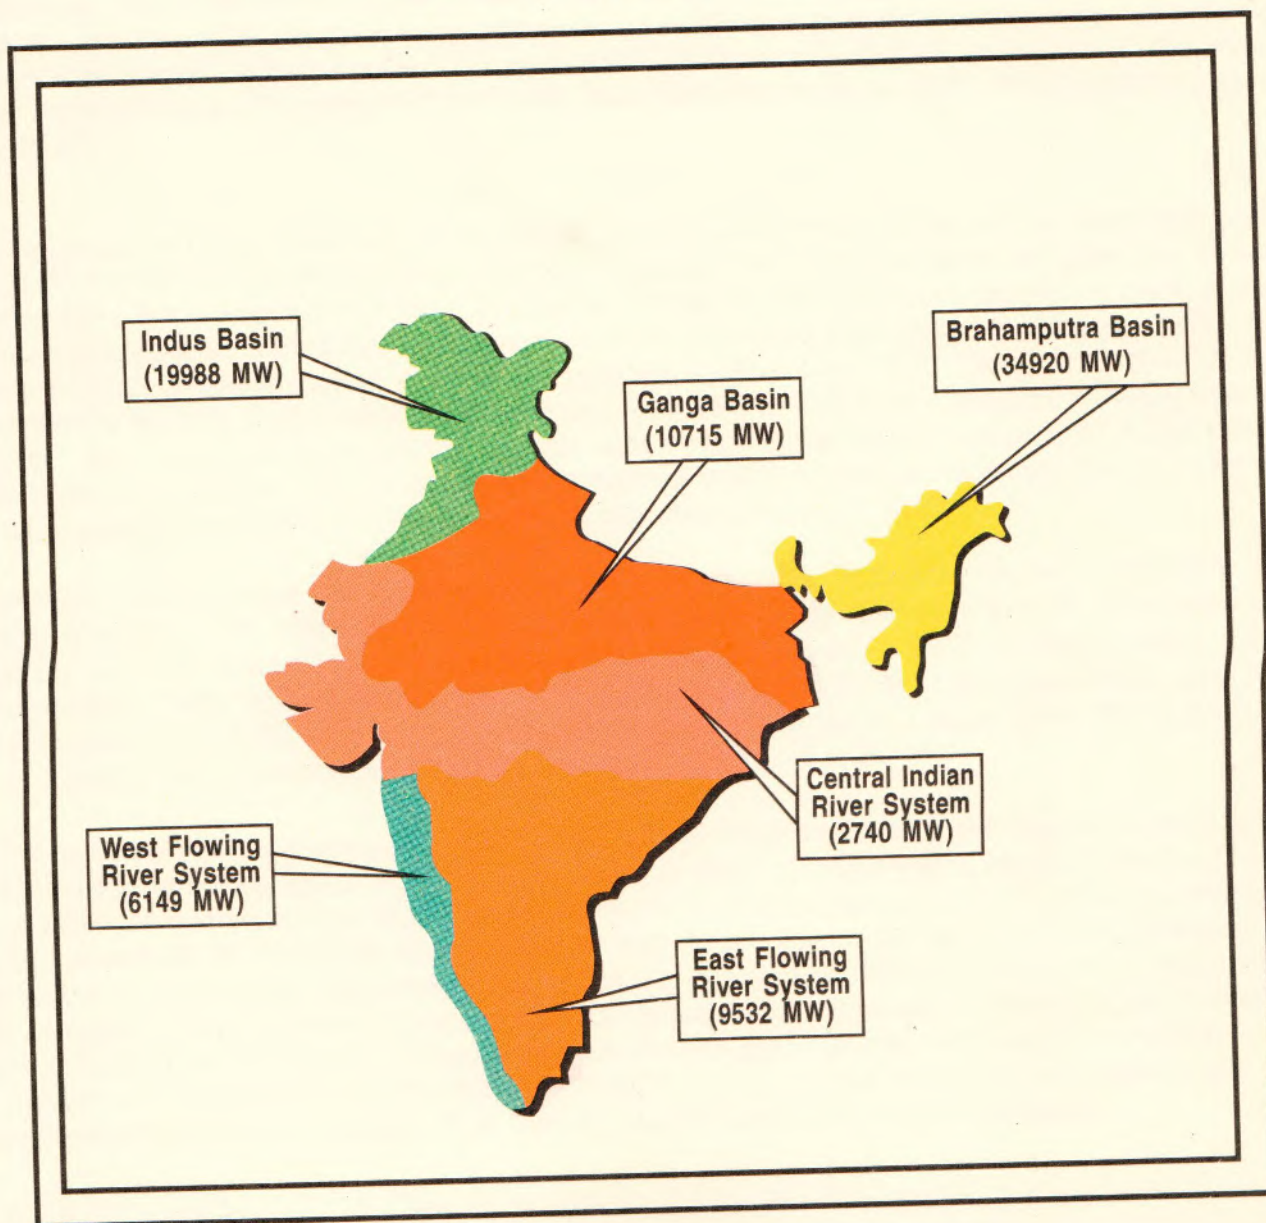 Indus Basin
(19988 MW)
Brahamputra Basin
(34920 MW)
Ganga Basin
(10715 MW)
Central Indian
River System
(2740 MW)
West Flowing
River System
(6149 MW)
East Flowing
River System
(9532 MW)